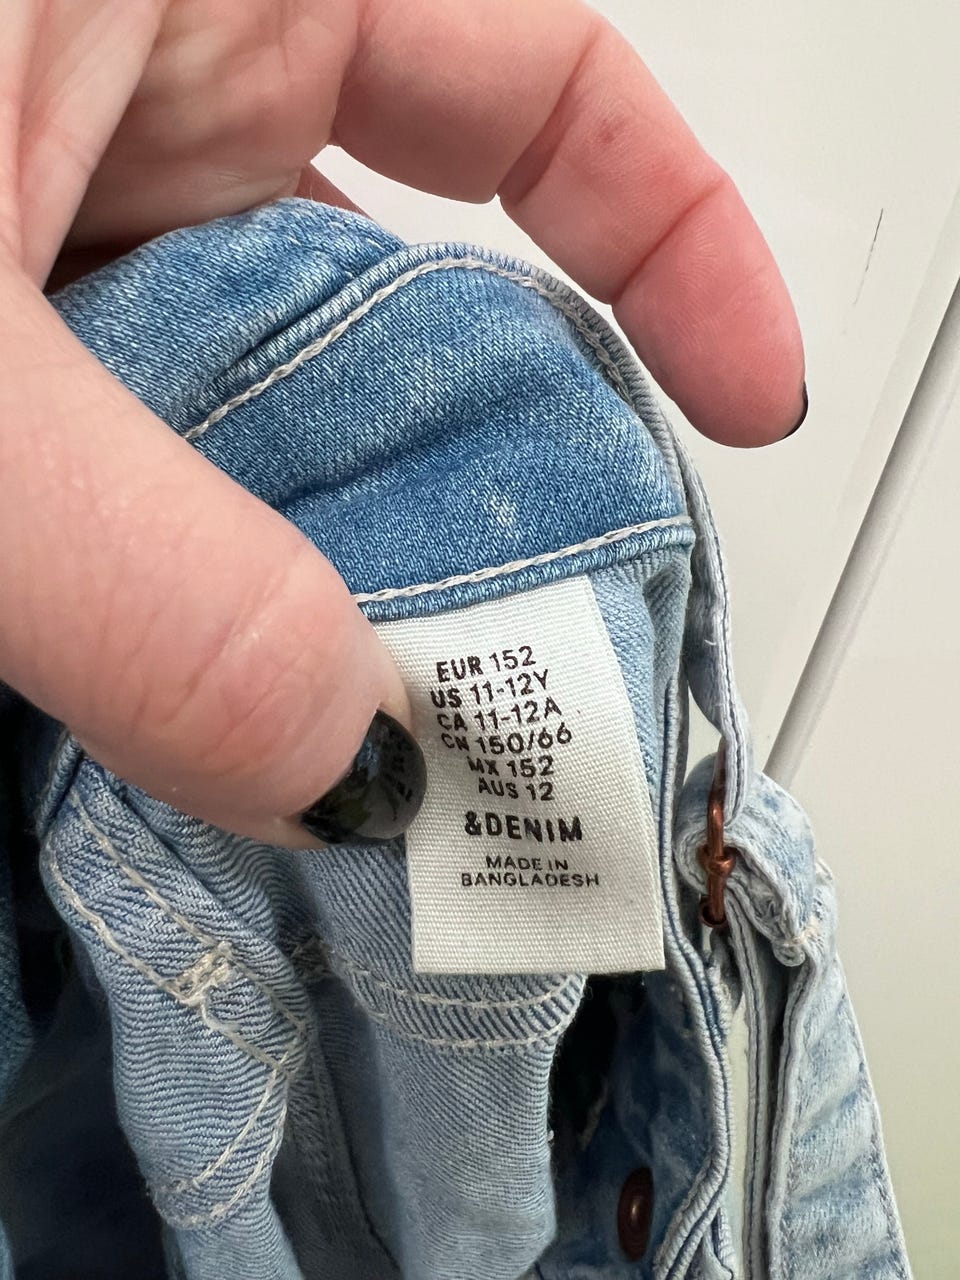 EUR 152
US 11-12Y
CA 11-12A
CN 150/66
MX 152
AUS 12
&DENIM
MADE IN
BANGLADESH